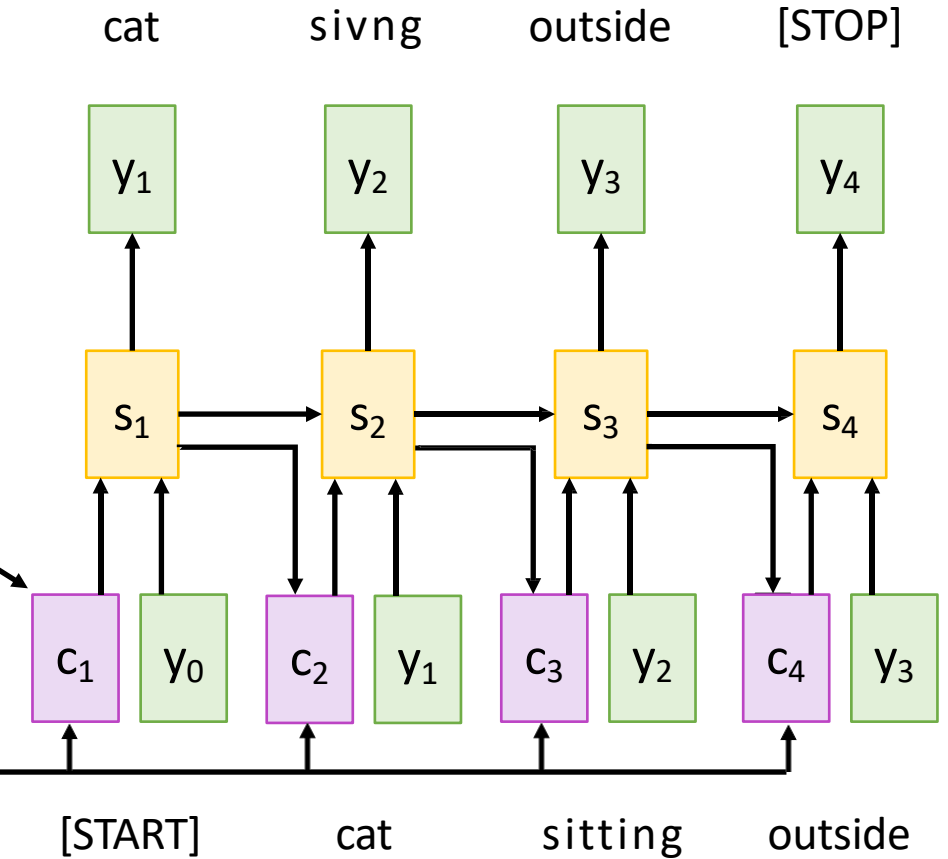 cat sivng outside [STOP]
y₁ y₂ y₃ y₄
s₁ s₂ s₃ s₄
c₁ y₀ c₂ y₁ c₃ y₂ c₄ y₃
[START] cat sitting outside